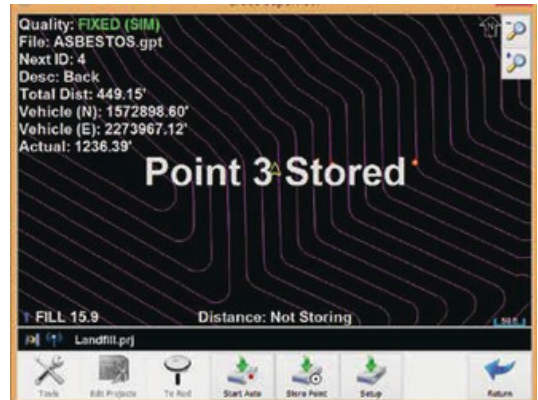 Quality: FIXED (SIM)
File: ASBESTOS.gpt
Next ID: 4
Desc: Back
Total Dist: 449.15'
Vehicle (N): 1572898.60'
Vehicle (E): 2273967.12'
Actual: 1236.39'
Point 3 Stored
FILL 15.9 Distance: Not Storing
Landfill.prj
Tools Edit Projects To Rod Start Auto Store Point Setup Return